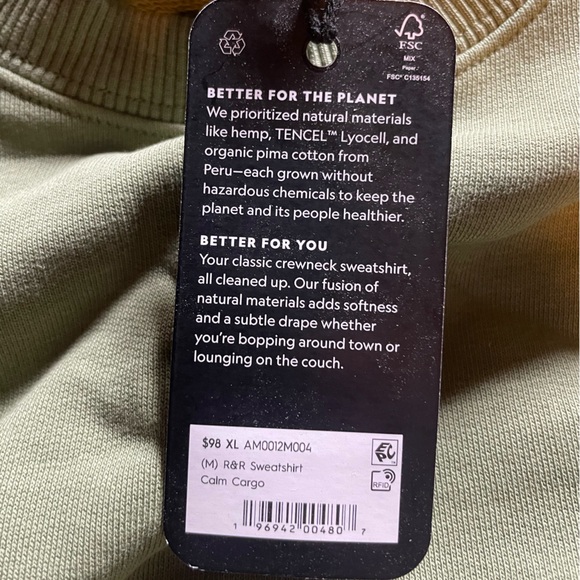 FSC
MIX
Paper
FSC® C135154
BETTER FOR THE PLANET
We prioritized natural materials
like hemp, TENCEL™ Lyocell, and
organic pima cotton from
Peru—each grown without
hazardous chemicals to keep the
planet and its people healthier.
BETTER FOR YOU
Your classic crewneck sweatshirt,
all cleaned up. Our fusion of
natural materials adds softness
and a subtle drape whether
you're bopping around town or
lounging on the couch.
$98 XL AM0012M004
(M) R&R Sweatshirt
Calm Cargo
EPC
RFID
1 96942 00480 7